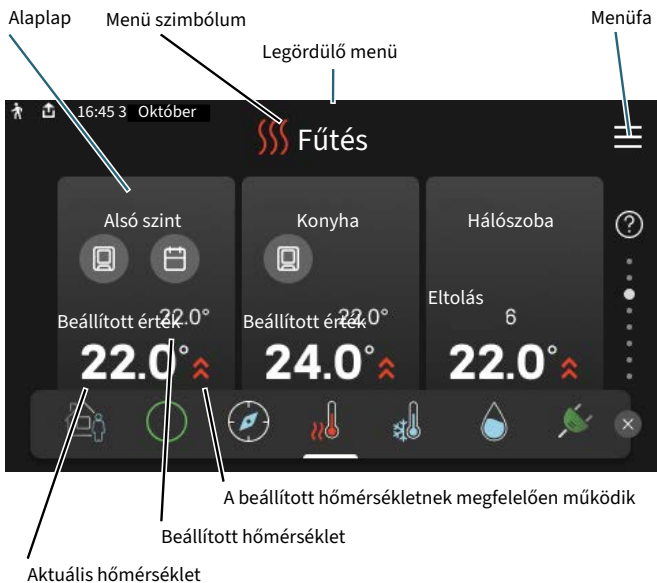 Alaplap
Menü szimbólum
Menüfa
Legördülő menü
16:45 3 Október
Fűtés
Alsó szint
Konyha
Hálószoba
Beállított érték 22.0°
Beállított érték 22.0°
Eltolás
6
22.0°
24.0°
22.0°
A beállított hőmérsékletnek megfelelően működik
Beállított hőmérséklet
Aktuális hőmérséklet